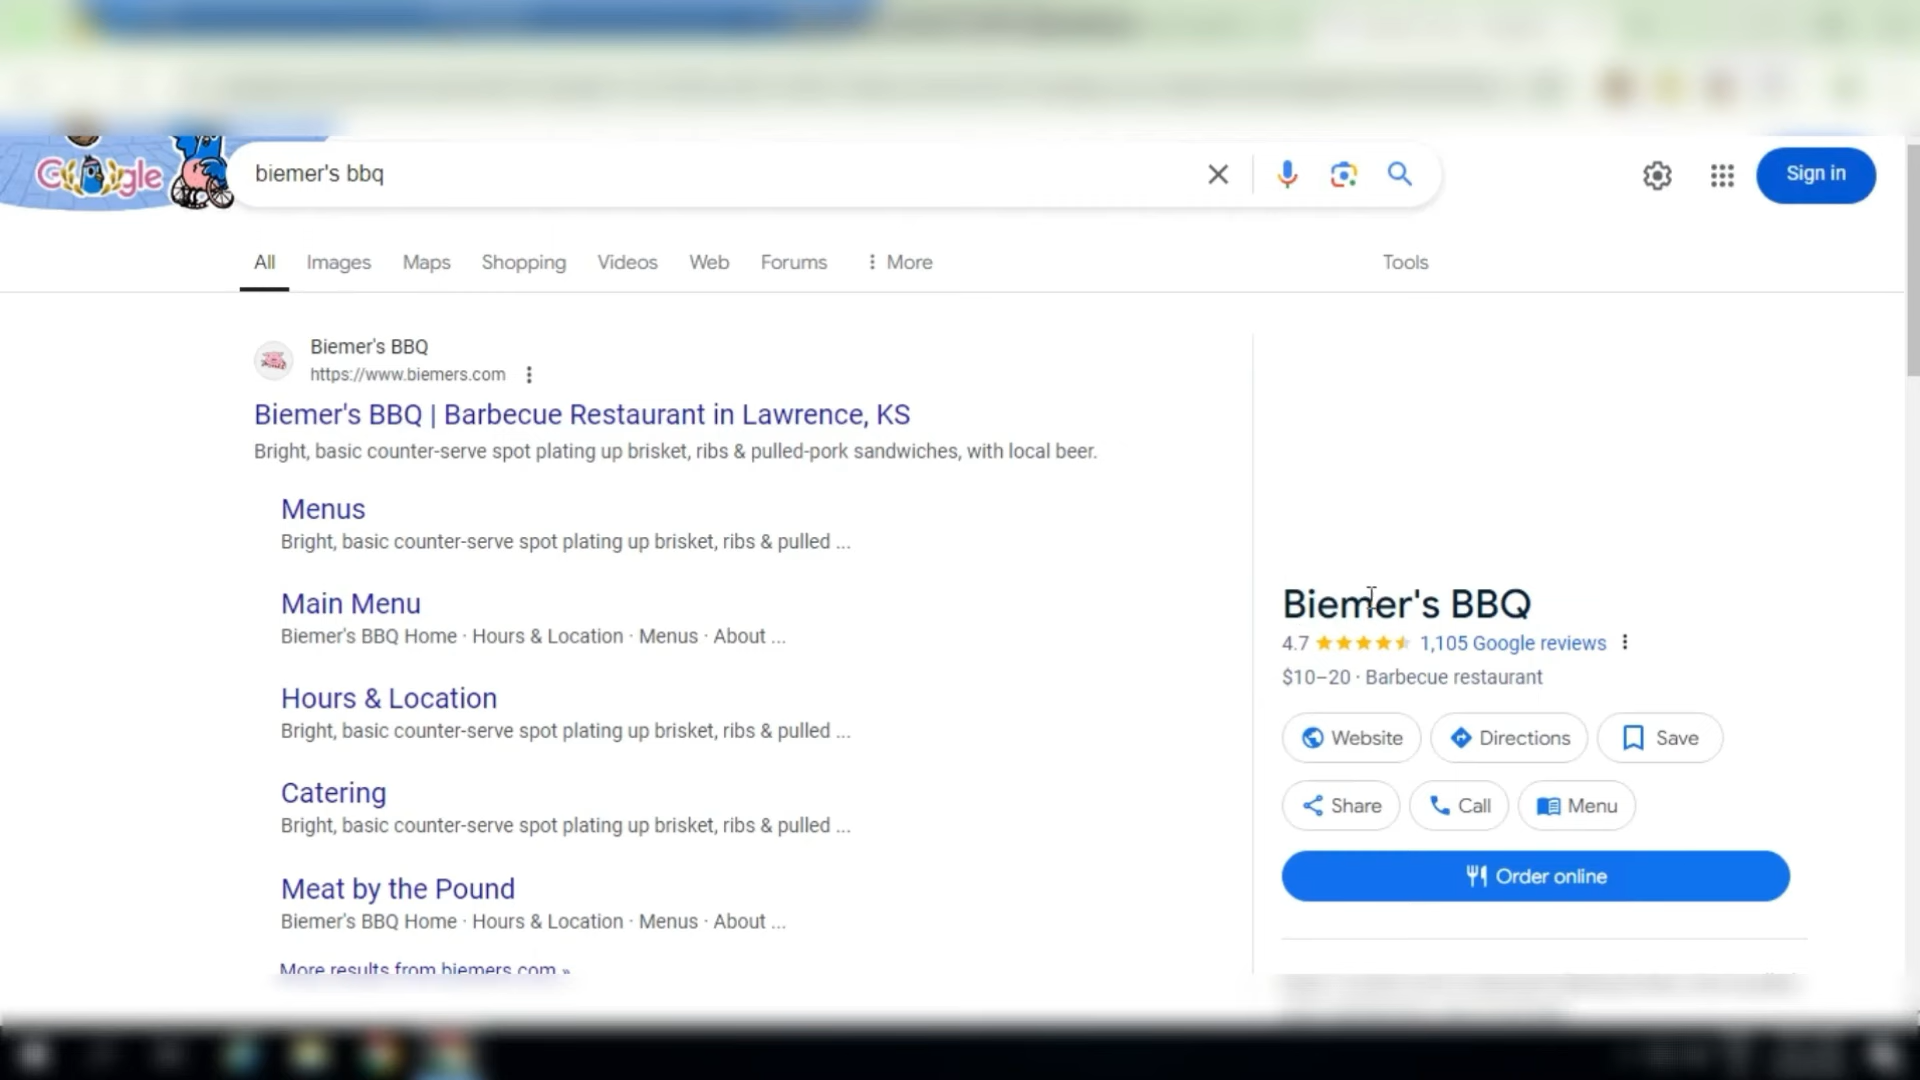 Google
biemer's bbq
Sign in
All Images Maps Shopping Videos Web Forums More
Tools
Biemer's BBQ
https://www.biemers.com
Biemer's BBQ | Barbecue Restaurant in Lawrence, KS
Bright, basic counter-serve spot plating up brisket, ribs & pulled-pork sandwiches, with local beer.
Menus
Bright, basic counter-serve spot plating up brisket, ribs & pulled ...
Main Menu
Biemer's BBQ Home · Hours & Location · Menus · About ...
Hours & Location
Bright, basic counter-serve spot plating up brisket, ribs & pulled ...
Catering
Bright, basic counter-serve spot plating up brisket, ribs & pulled ...
Meat by the Pound
Biemer's BBQ Home · Hours & Location · Menus · About ...
More results from biemers.com »
Biemer's BBQ
4.7 1,105 Google reviews
$10–20 · Barbecue restaurant
Website Directions Save
Share Call Menu
Order online